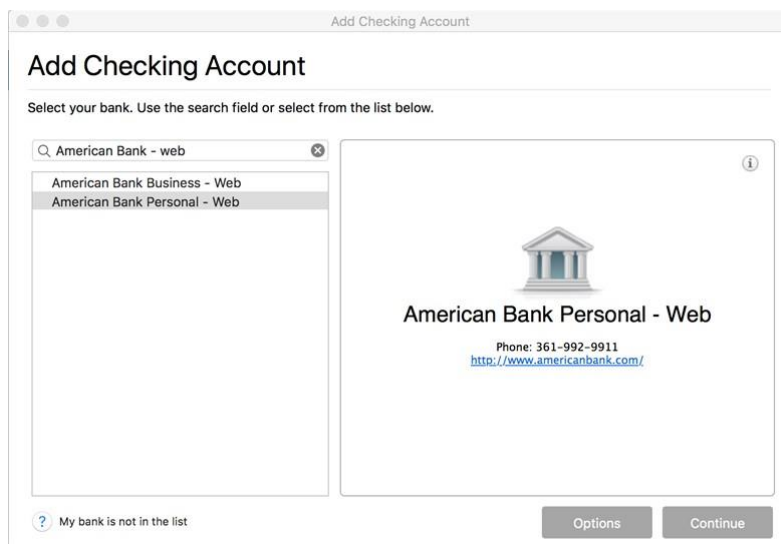 Add Checking Account
Add Checking Account
Select your bank. Use the search field or select from the list below.
American Bank - web
American Bank Business - Web
American Bank Personal - Web
American Bank Personal - Web
Phone: 361-992-9911
http://www.americanbank.com/
? My bank is not in the list
Options
Continue